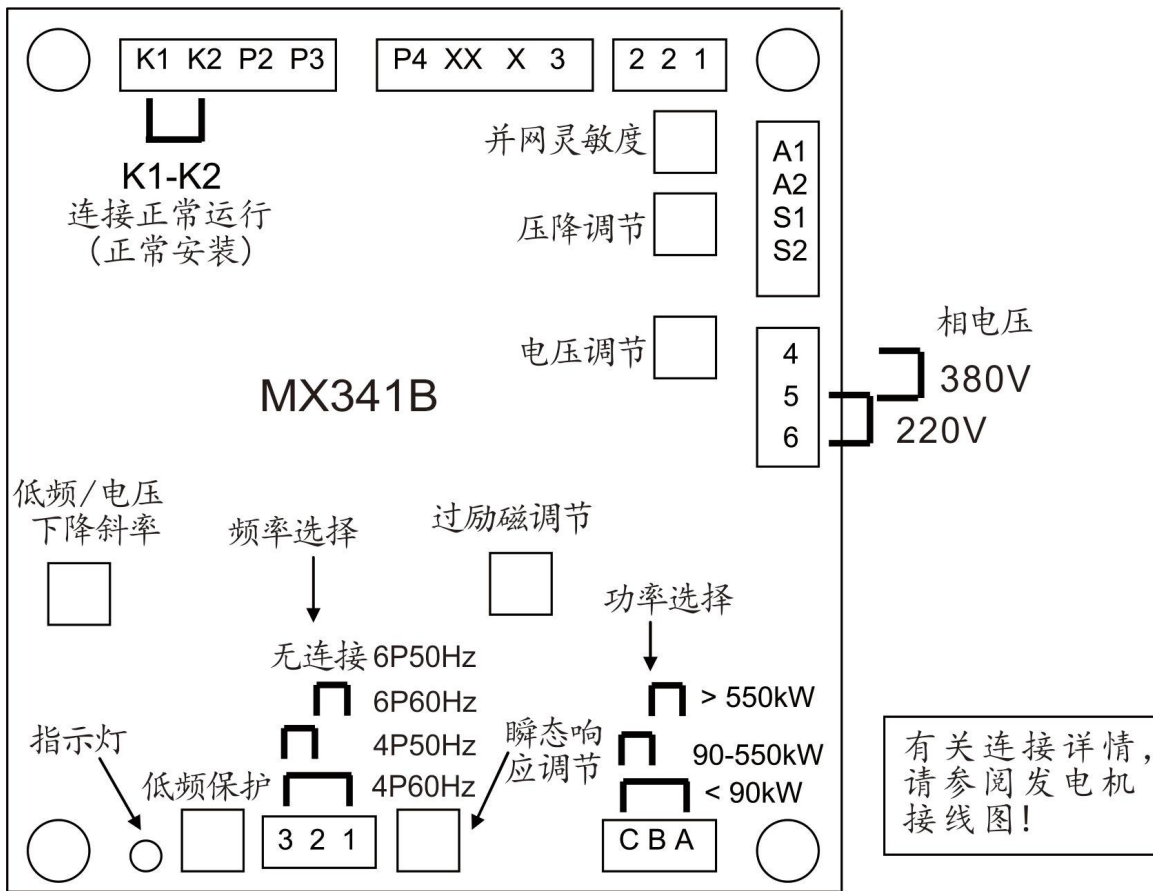 K1 K2 P2 P3
P4 XX X 3
2 2 1
K1-K2
连接正常运行
(正常安装)
并网灵敏度
压降调节
电压调节
A1
A2
S1
S2
MX341B
4
5
6
相电压
380V
220V
低频/电压
下降斜率
频率选择
过励磁调节
功率选择
无连接 6P50Hz
6P60Hz
4P50Hz
4P60Hz
> 550kW
90-550kW
< 90kW
指示灯
低频保护
瞬态响
应调节
3 2 1
C B A
有关连接详情,
请参阅发电机
接线图!